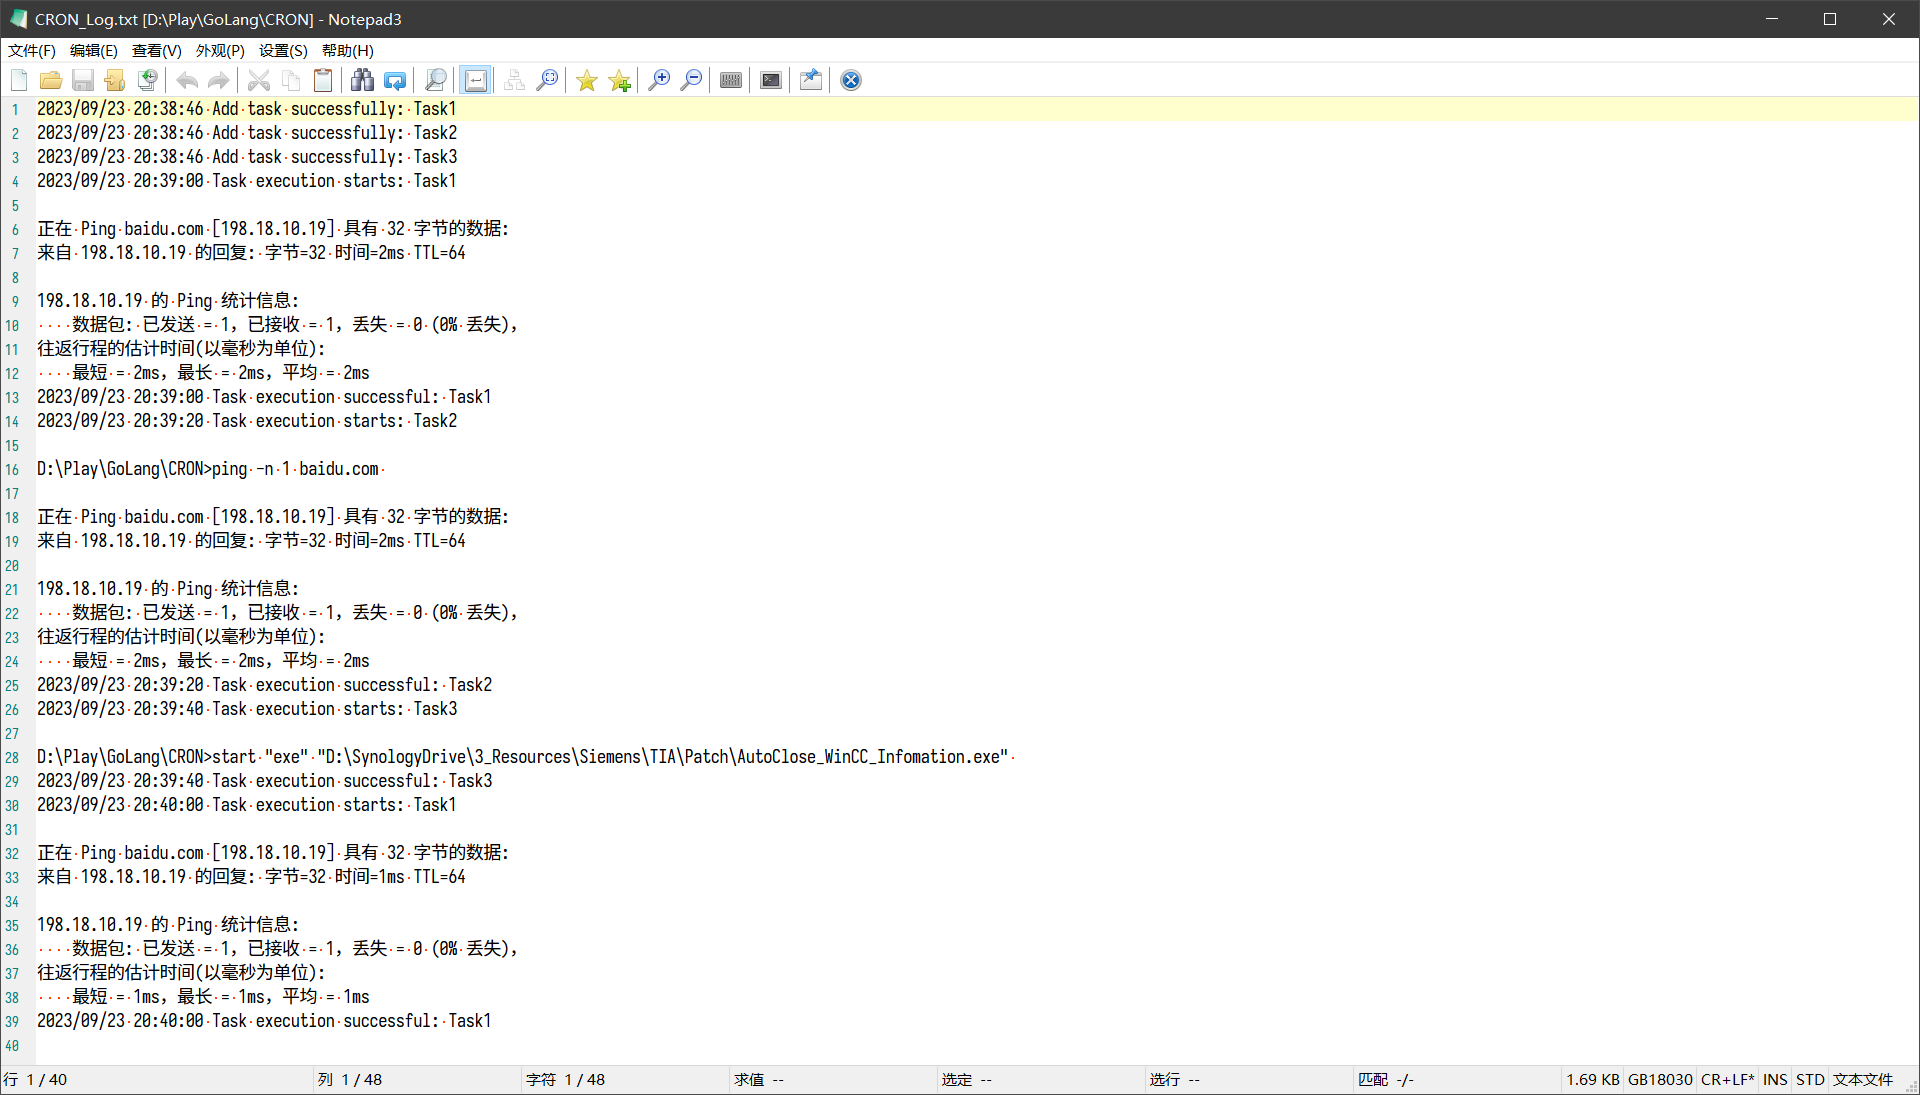 CRON_Log.txt [D:\Play\GoLang\CRON] - Notepad3
文件(F) 编辑(E) 查看(V) 外观(P) 设置(S) 帮助(H)
1 2023/09/23 20:38:46 Add task successfully: Task1
2 2023/09/23 20:38:46 Add task successfully: Task2
3 2023/09/23 20:38:46 Add task successfully: Task3
4 2023/09/23 20:39:00 Task execution starts: Task1
5
6 正在 Ping baidu.com [198.18.10.19] 具有 32 字节的数据:
7 来自 198.18.10.19 的回复: 字节=32 时间=2ms TTL=64
8
9 198.18.10.19 的 Ping 统计信息:
10     数据包: 已发送 = 1，已接收 = 1，丢失 = 0 (0% 丢失)，
11 往返行程的估计时间(以毫秒为单位):
12     最短 = 2ms，最长 = 2ms，平均 = 2ms
13 2023/09/23 20:39:00 Task execution successful: Task1
14 2023/09/23 20:39:20 Task execution starts: Task2
15
16 D:\Play\GoLang\CRON>ping -n 1 baidu.com
17
18 正在 Ping baidu.com [198.18.10.19] 具有 32 字节的数据:
19 来自 198.18.10.19 的回复: 字节=32 时间=2ms TTL=64
20
21 198.18.10.19 的 Ping 统计信息:
22     数据包: 已发送 = 1，已接收 = 1，丢失 = 0 (0% 丢失)，
23 往返行程的估计时间(以毫秒为单位):
24     最短 = 2ms，最长 = 2ms，平均 = 2ms
25 2023/09/23 20:39:20 Task execution successful: Task2
26 2023/09/23 20:39:40 Task execution starts: Task3
27
28 D:\Play\GoLang\CRON>start "exe" "D:\SynologyDrive\3_Resources\Siemens\TIA\Patch\AutoClose_WinCC_Infomation.exe"
29 2023/09/23 20:39:40 Task execution successful: Task3
30 2023/09/23 20:40:00 Task execution starts: Task1
31
32 正在 Ping baidu.com [198.18.10.19] 具有 32 字节的数据:
33 来自 198.18.10.19 的回复: 字节=32 时间=1ms TTL=64
34
35 198.18.10.19 的 Ping 统计信息:
36     数据包: 已发送 = 1，已接收 = 1，丢失 = 0 (0% 丢失)，
37 往返行程的估计时间(以毫秒为单位):
38     最短 = 1ms，最长 = 1ms，平均 = 1ms
39 2023/09/23 20:40:00 Task execution successful: Task1
40
行 1 / 40 列 1 / 48 字符 1 / 48 求值 -- 选定 -- 选行 -- 匹配 -/- 1.69 KB GB18030 CR+LF* INS STD 文本文件